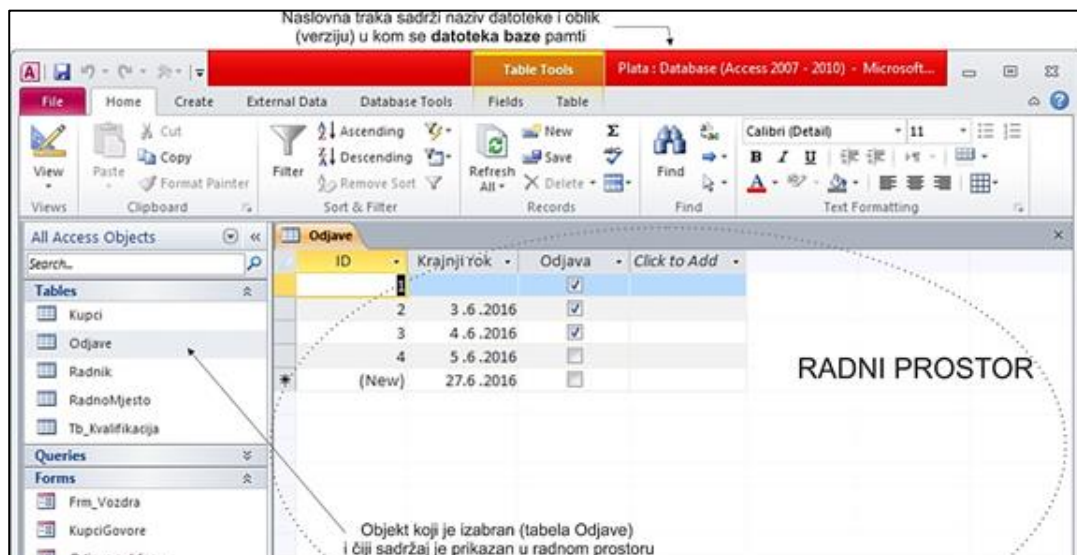 Naslovna traka sadrži naziv datoteke i oblik
(verziju) u kom se datoteka baze pamti
Table Tools
Plata : Database (Access 2007 - 2010) - Microsoft...
File Home Create External Data Database Tools Fields Table
View Paste Cut Copy Format Painter
Filter Ascending Descending Remove Sort
Refresh All New Save Delete
Find
Calibri (Detail) 11
B I U
A
Views Clipboard Sort & Filter Records Find Text Formatting
All Access Objects
Search...
Tables
Kupci
Odjave
Radnik
RadnoMjesto
Tb_Kvalifikacija
Queries
Forms
Frm_Vozdra
KupciGovore
Odjave
ID Krajnji rok Odjava Click to Add
1
2 3.6.2016
3 4.6.2016
4 5.6.2016
(New) 27.6.2016
RADNI PROSTOR
Objekt koji je izabran (tabela Odjave)
i čiji sadržaj je prikazan u radnom prostoru